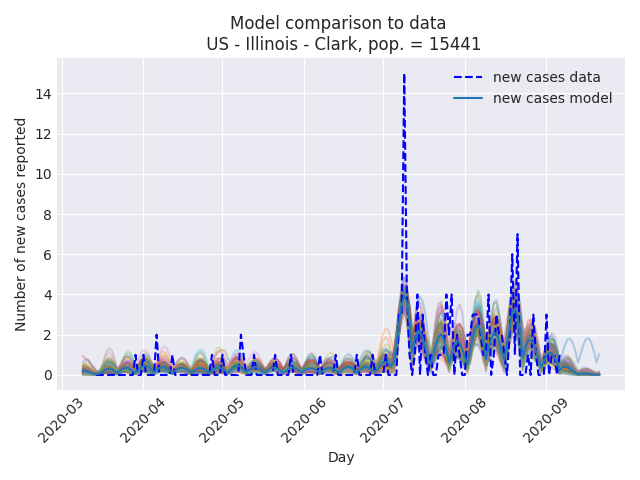 Model comparison to data
US - Illinois - Clark, pop. = 15441
new cases data
new cases model
Number of new cases reported
14
12
10
8
6
4
2
0
2020-03
2020-04
2020-05
2020-06
2020-07
2020-08
2020-09
Day